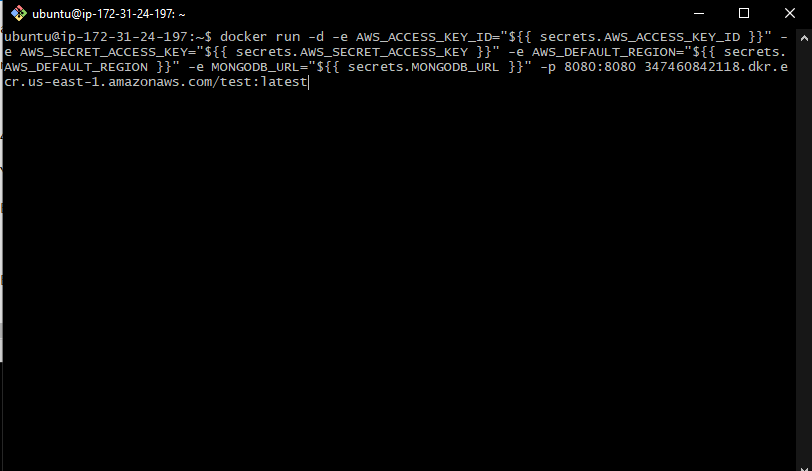 ubuntu@ip-172-31-24-197: ~
ubuntu@ip-172-31-24-197:~$ docker run -d -e AWS_ACCESS_KEY_ID="${{ secrets.AWS_ACCESS_KEY_ID }}" -
e AWS_SECRET_ACCESS_KEY="${{ secrets.AWS_SECRET_ACCESS_KEY }}" -e AWS_DEFAULT_REGION="${{ secrets.
AWS_DEFAULT_REGION }}" -e MONGODB_URL="${{ secrets.MONGODB_URL }}" -p 8080:8080 347460842118.dkr.e
cr.us-east-1.amazonaws.com/test:latest